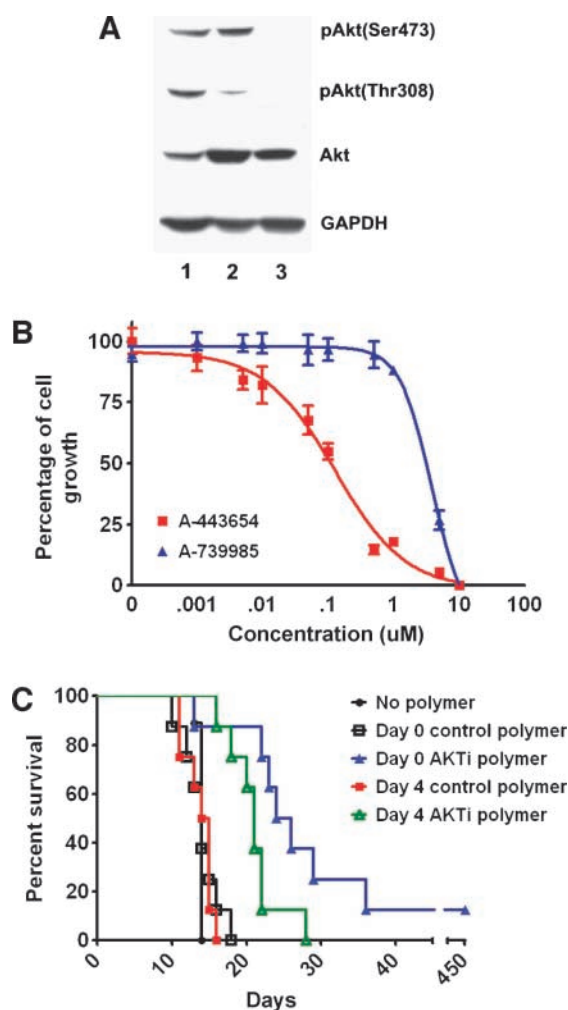 A
pAkt(Ser473)
pAkt(Thr308)
Akt
GAPDH
1 2 3
B
Percentage of cell
growth
100
75
50
25
0
A-443654
A-739985
0 .001 .01 .1 1 10 100
Concentration (uM)
C
Percent survival
100
80
60
40
20
0
No polymer
Day 0 control polymer
Day 0 AKTi polymer
Day 4 control polymer
Day 4 AKTi polymer
0 10 20 30 40 450
Days